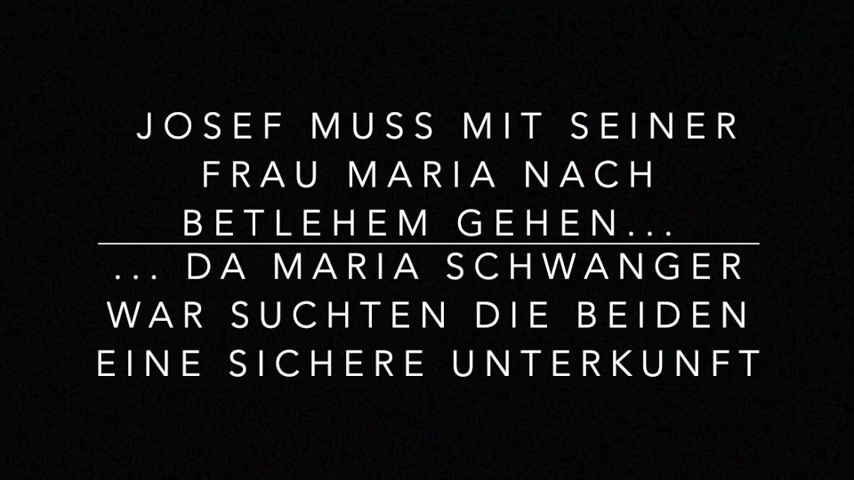 JOSEF MUSS MIT SEINER
FRAU MARIA NACH
BETLEHEM GEHEN...
... DA MARIA SCHWANGER
WAR SUCHTEN DIE BEIDEN
EINE SICHERE UNTERKUNFT